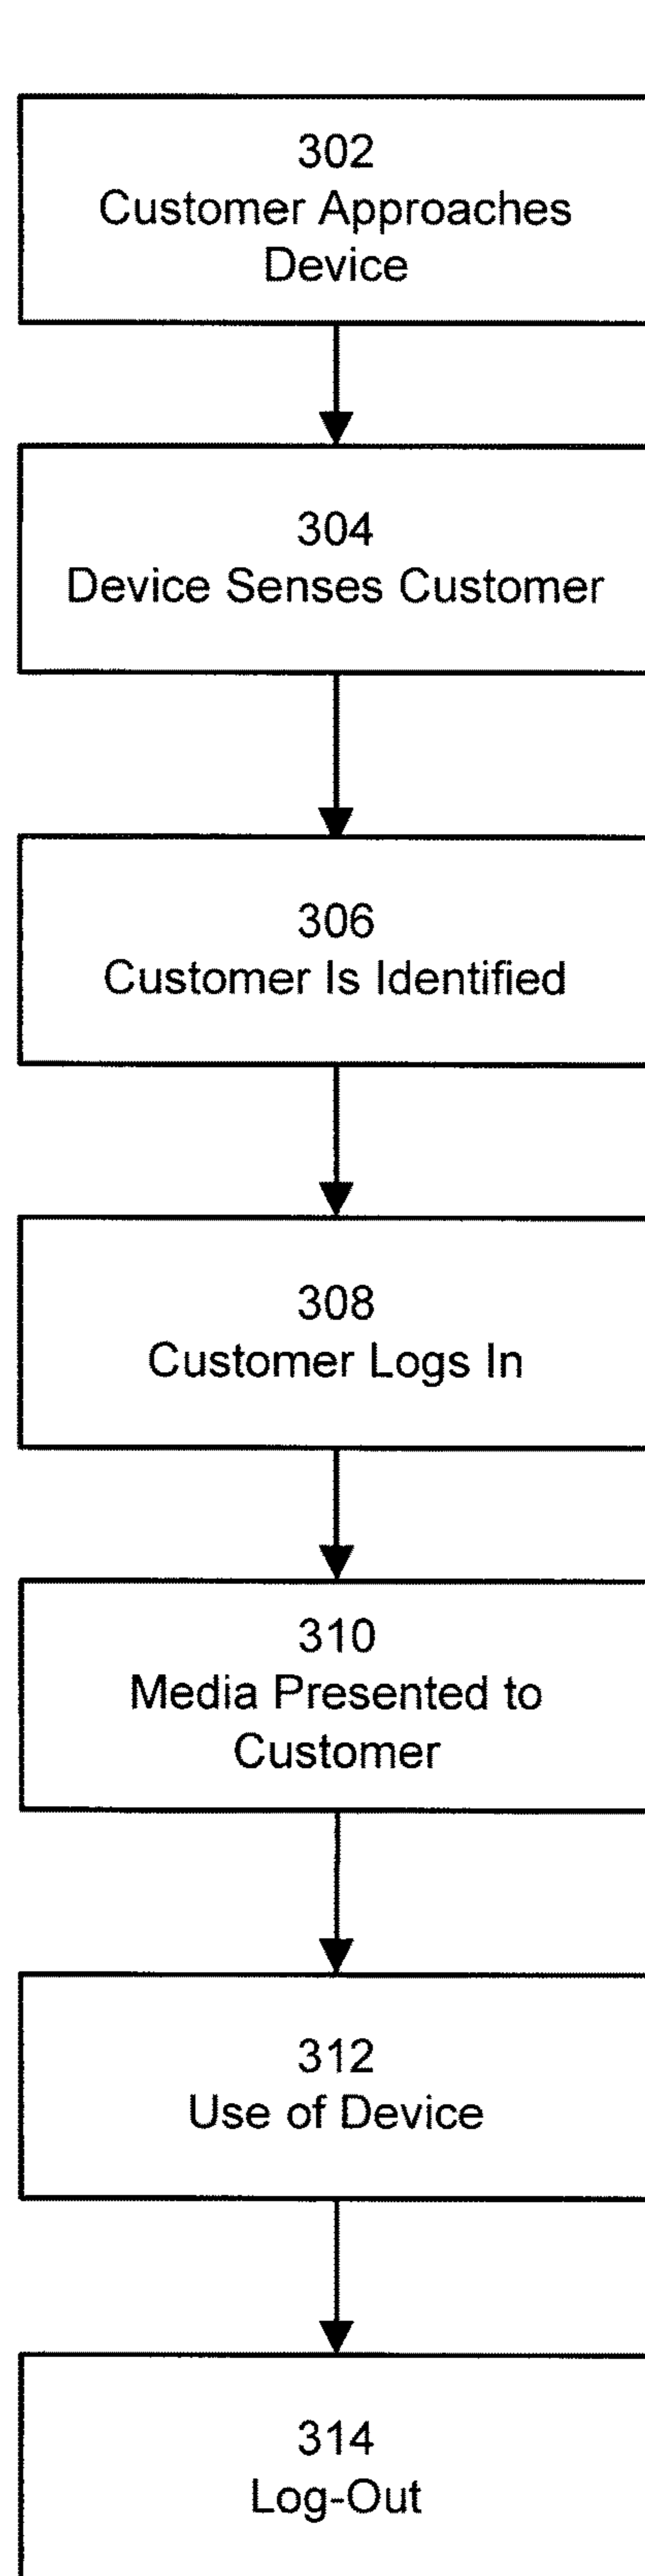 302
Customer Approaches
Device
304
Device Senses Customer
306
Customer Is Identified
308
Customer Logs In
310
Media Presented to
Customer
312
Use of Device
314
Log-Out